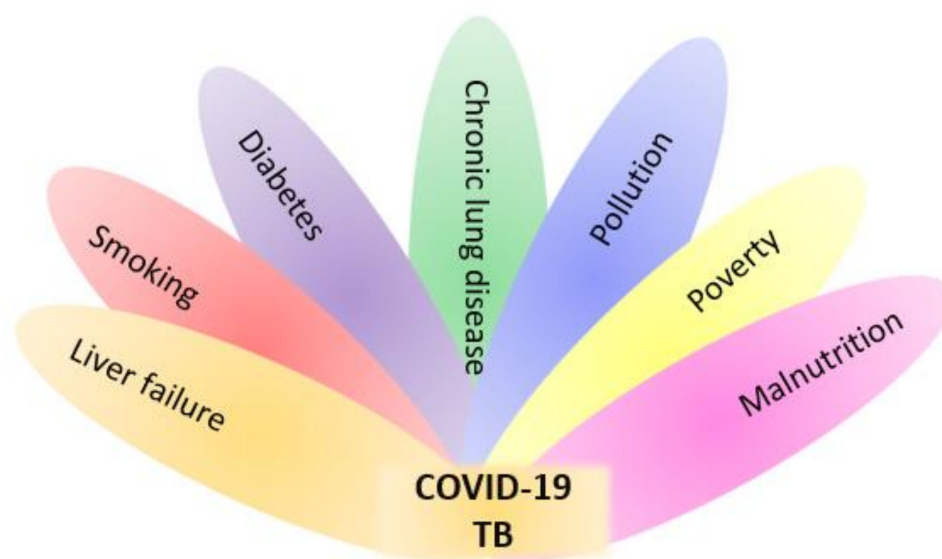 Liver failure
Smoking
Diabetes
Chronic lung disease
Pollution
Poverty
Malnutrition
COVID-19
TB